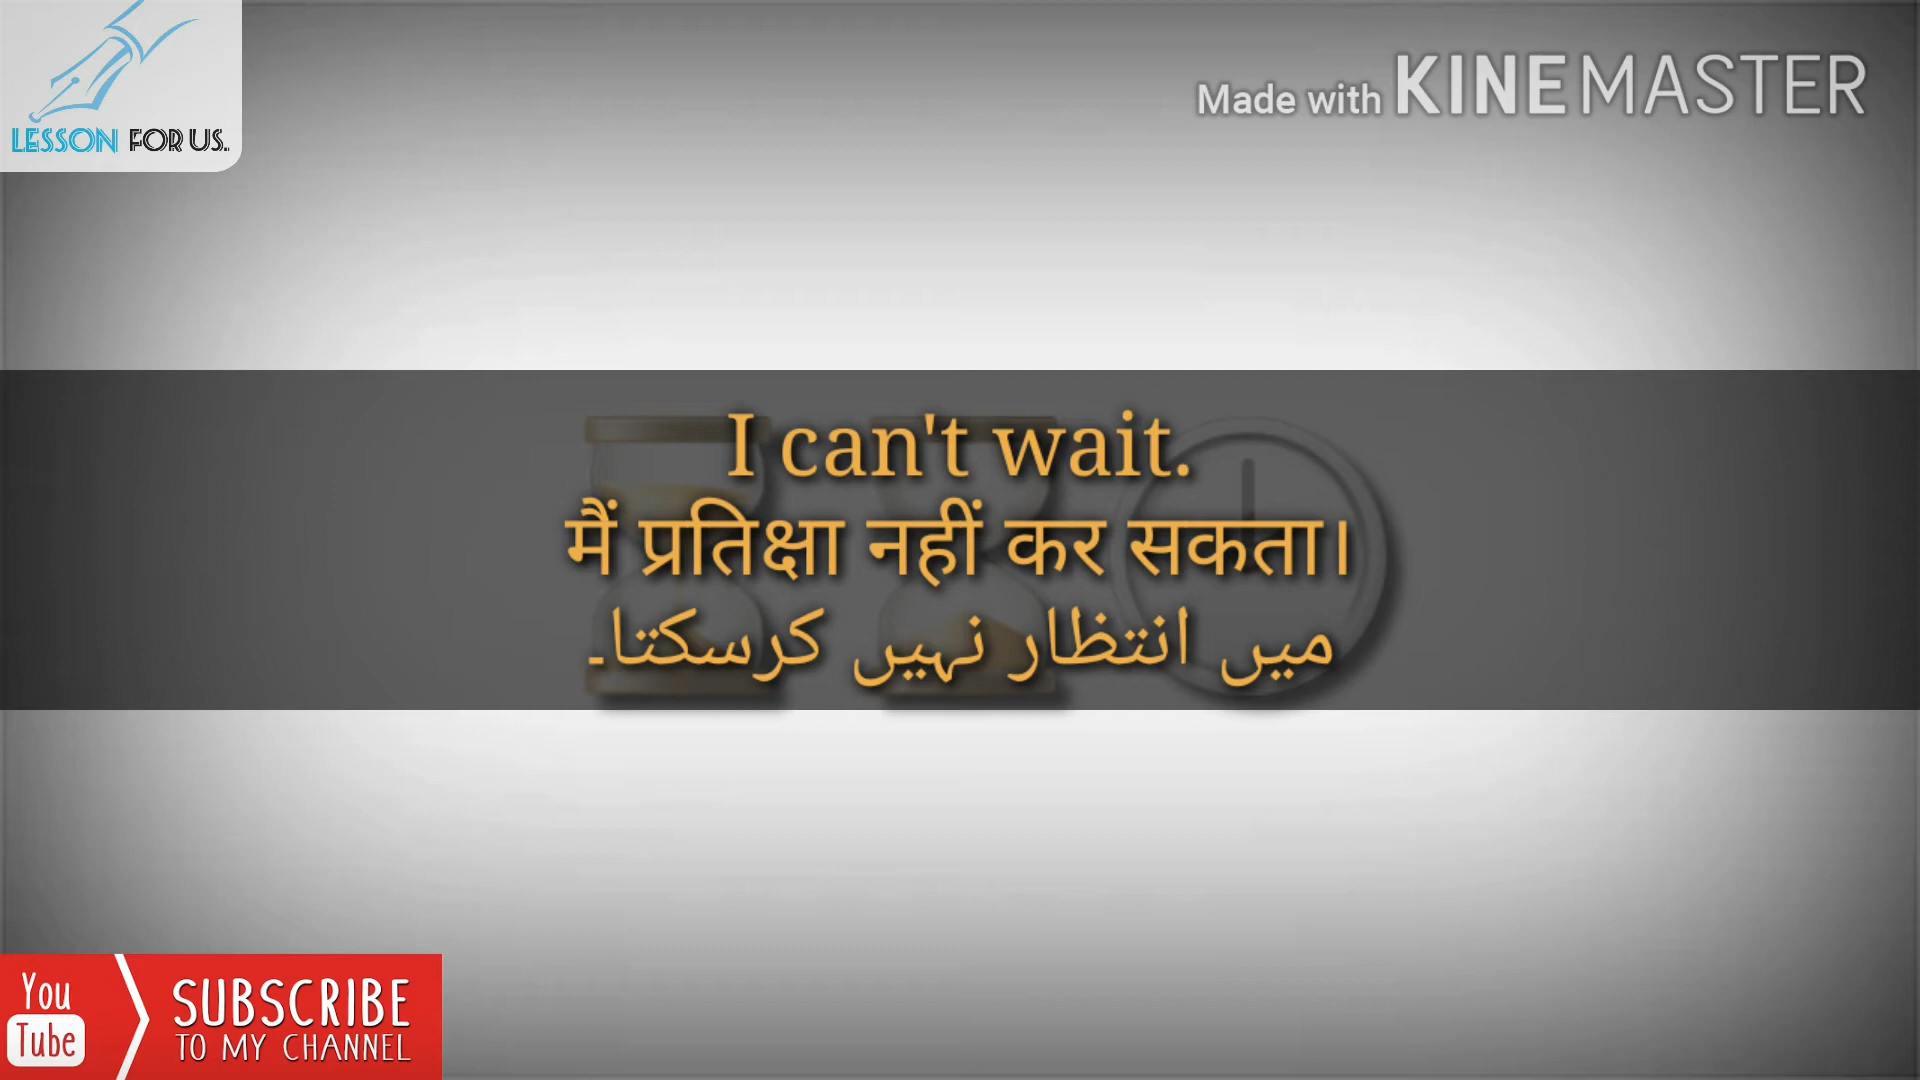 LESSON FOR US.
Made with KINEMASTER
I can't wait.
मैं प्रतिक्षा नहीं कर सकता।
میں انتظار نہیں کرسکتا۔
You Tube
SUBSCRIBE
TO MY CHANNEL